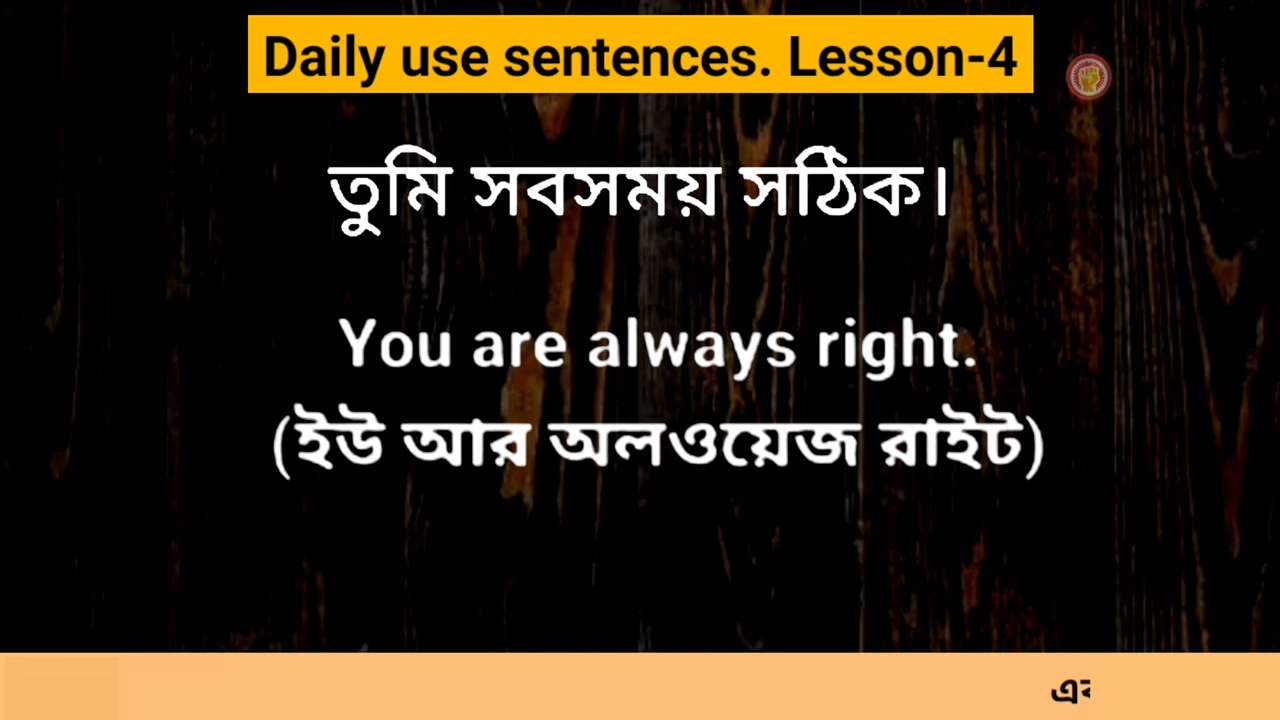 Daily use sentences. Lesson-4
তুমি সবসময় সঠিক।
You are always right.
(ইউ আর অলওয়েজ রাইট)